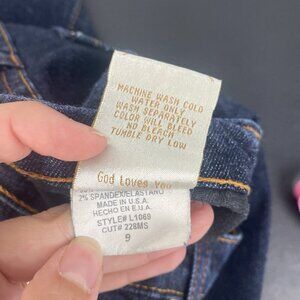 MACHINE WASH COLD
WATER ONLY
WASH SEPARATELY
COLOR WILL BLEED
NO BLEACH
TUMBLE DRY LOW
God Loves You
2% SPANDEX/ELASTANO
MADE IN U.S.A.
HECHO EN E.U.A.
STYLE# L1069
CUT# 228MS
9